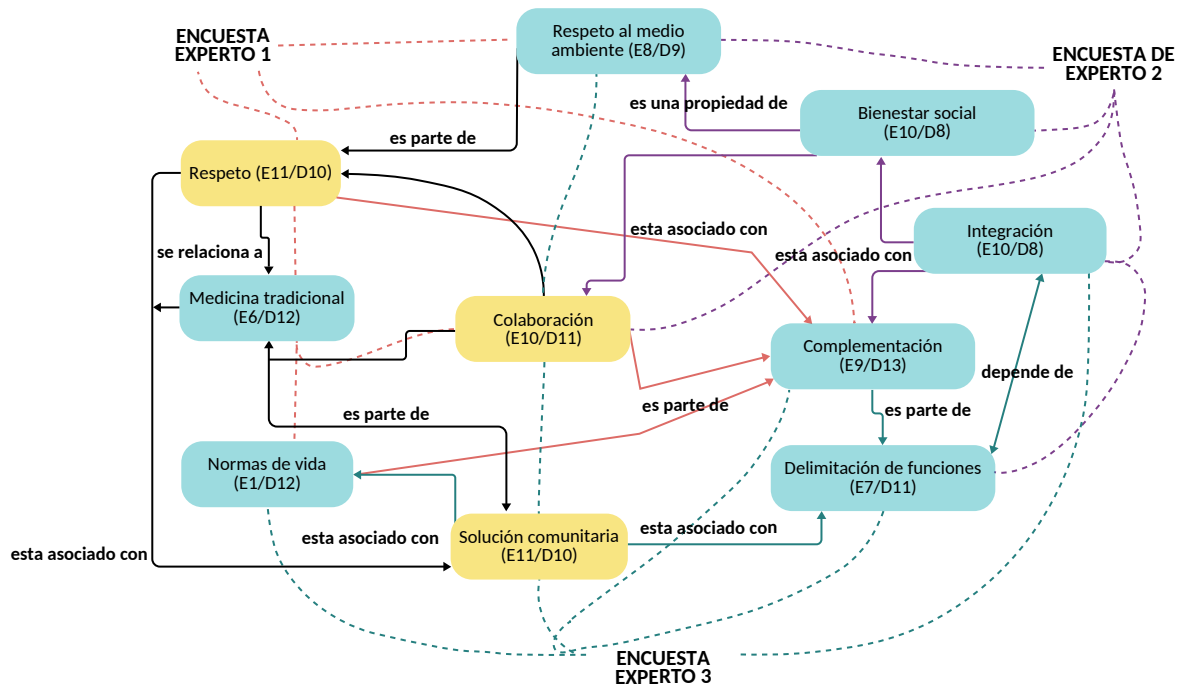 ENCUESTA
EXPERTO 1
Respeto al medio
ambiente (E8/D9)
ENCUESTA DE
EXPERTO 2
es una propiedad de
Bienestar social
(E10/D8)
es parte de
Respeto (E11/D10)
esta asociado con
Integración
(E10/D8)
se relaciona a
esta asociado con
Medicina tradicional
(E6/D12)
Colaboración
(E10/D11)
Complementación
(E9/D13)
depende de
es parte de
es parte de
es parte de
Normas de vida
(E1/D12)
Delimitación de funciones
(E7/D11)
esta asociado con
Solución comunitaria
(E11/D10)
esta asociado con
esta asociado con
ENCUESTA
EXPERTO 3